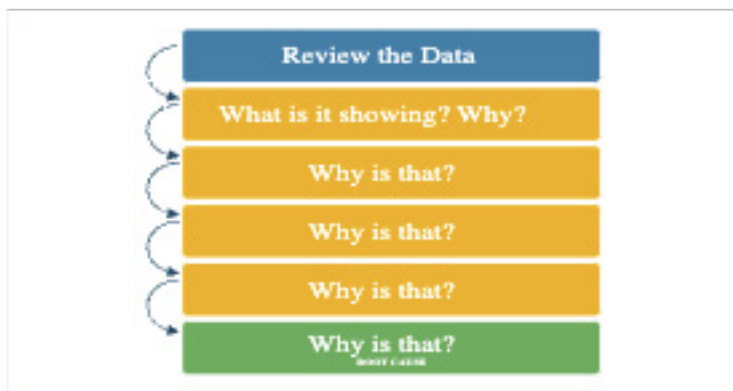 Review the Data
What is it showing? Why?
Why is that?
Why is that?
Why is that?
Why is that?
ROOT CAUSE